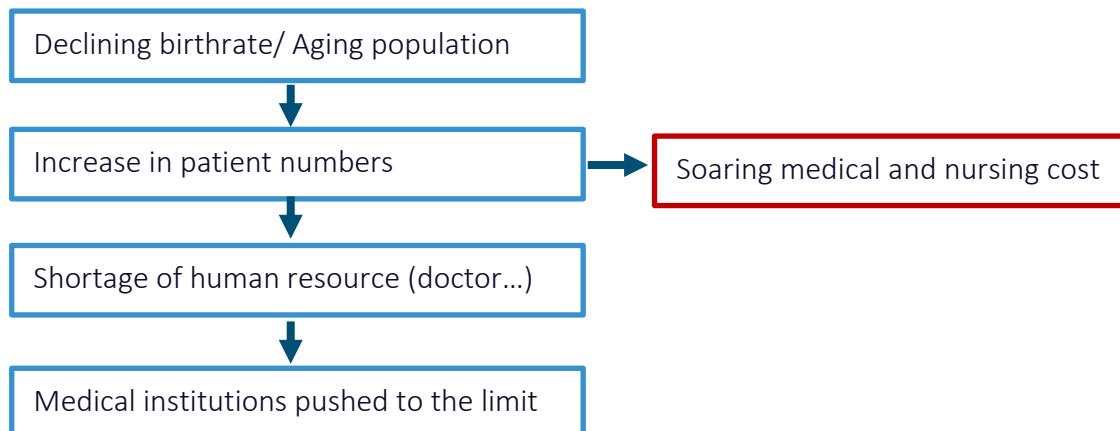 Declining birthrate/ Aging population
Increase in patient numbers
Soaring medical and nursing cost
Shortage of human resource (doctor…)
Medical institutions pushed to the limit